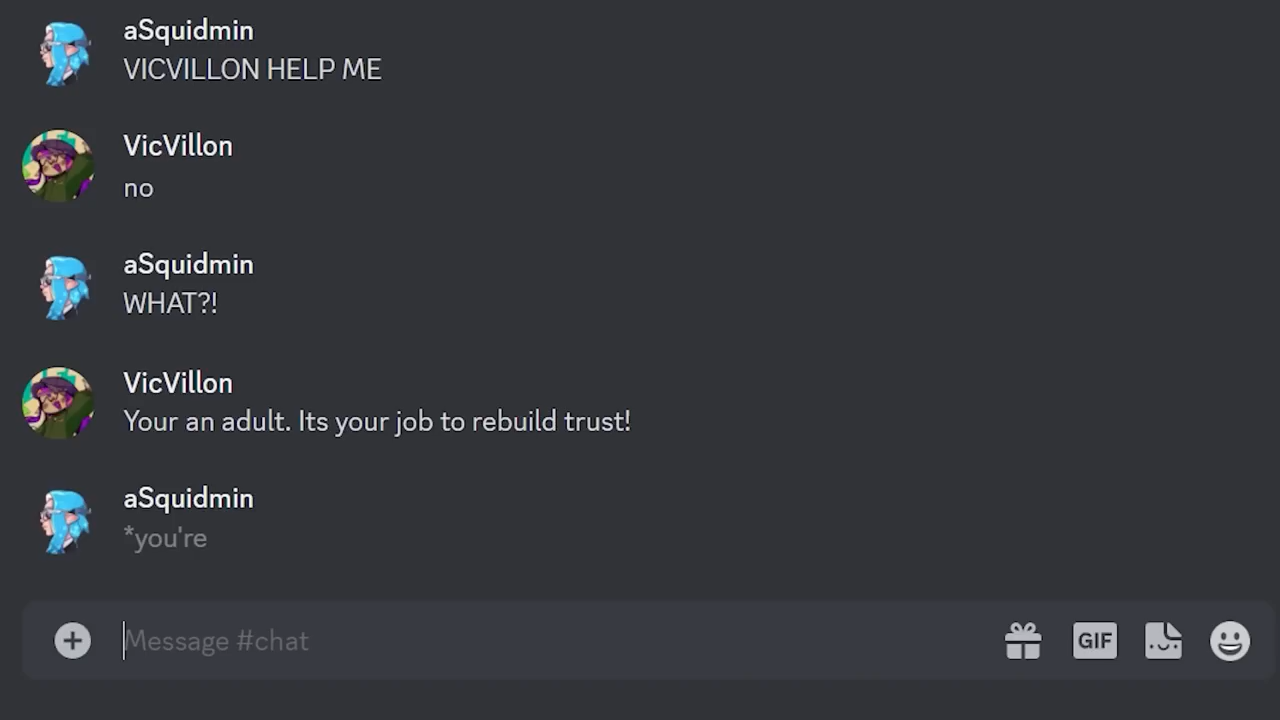 aSquidmin
VICVILLON HELP ME
VicVillon
no
aSquidmin
WHAT?!
VicVillon
Your an adult. Its your job to rebuild trust!
aSquidmin
*you're
Message #chat
GIF